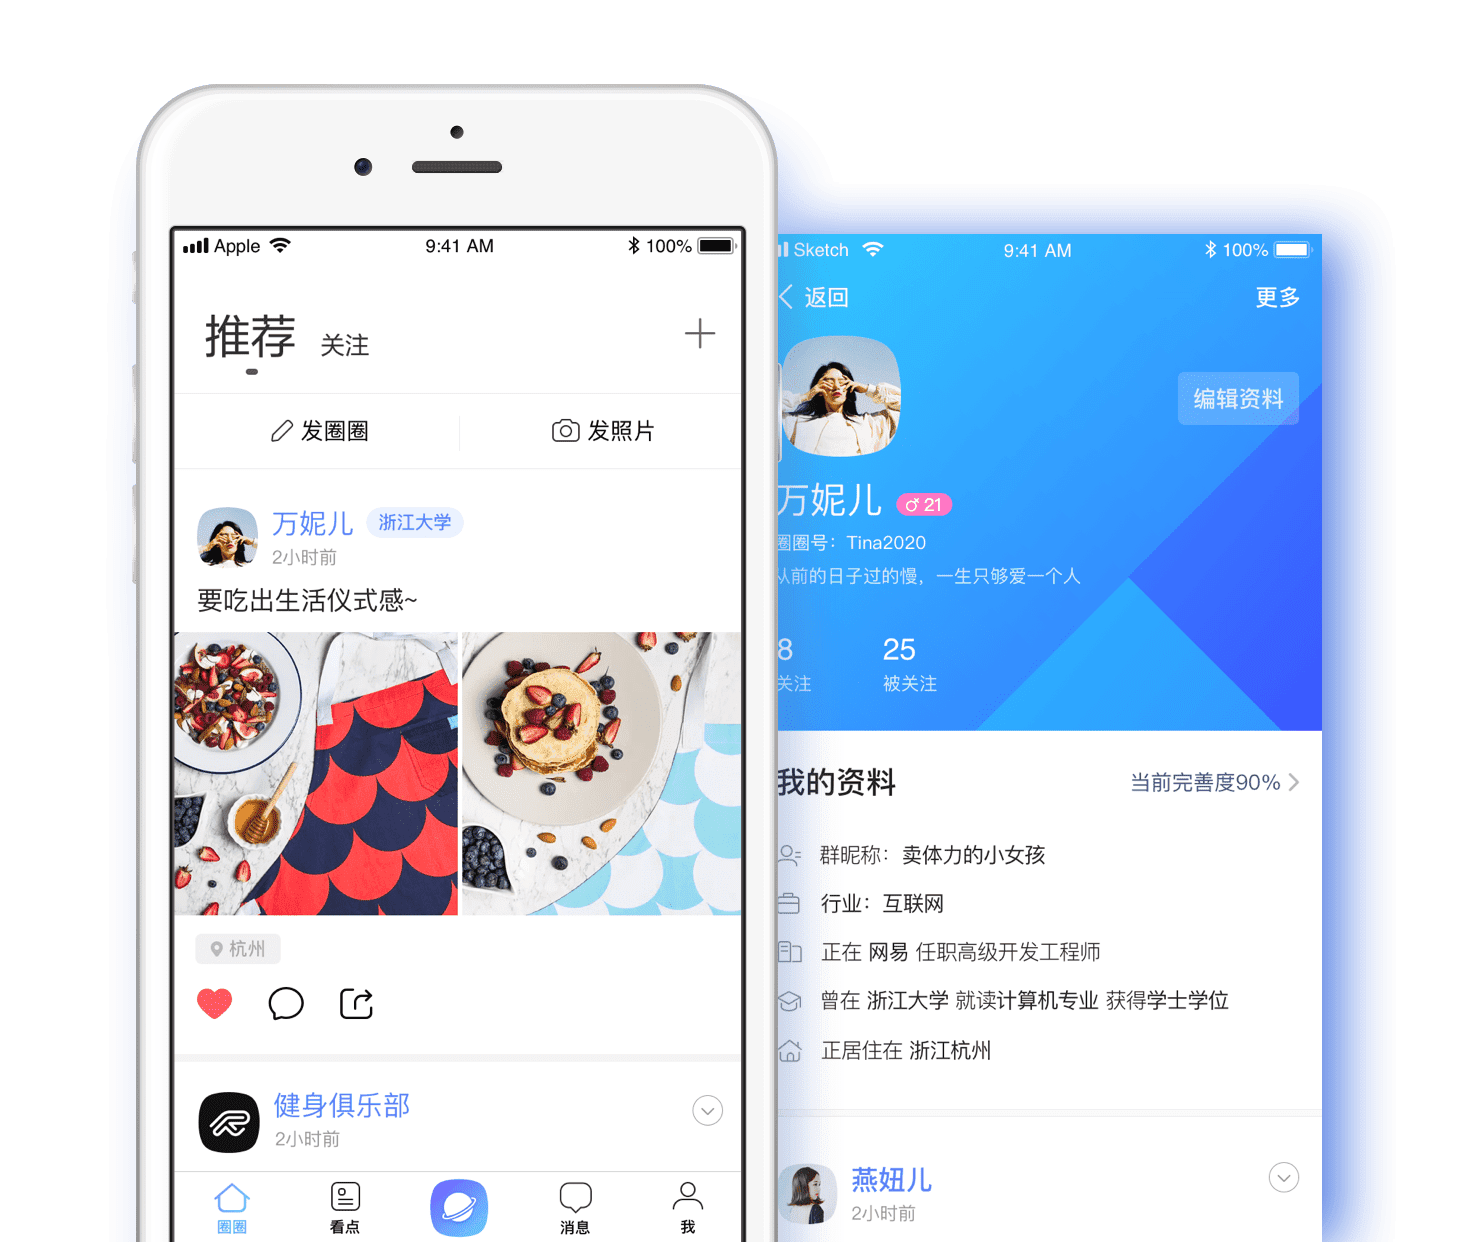 Apple
9:41 AM
100%
推荐 关注
发圈圈
发照片
万妮儿 浙江大学
2小时前
要吃出生活仪式感~
杭州
健身俱乐部
2小时前
圈圈
看点
消息
我
Sketch
9:41 AM
100%
返回
更多
编辑资料
万妮儿 21
圈圈号：Tina2020
从前的日子过的慢，一生只够爱一个人
8
关注
25
被关注
我的资料
当前完善度90%
群昵称：卖体力的小女孩
行业：互联网
正在 网易 任职高级开发工程师
曾在 浙江大学 就读计算机专业 获得学士学位
正居住在 浙江杭州
燕妞儿
2小时前